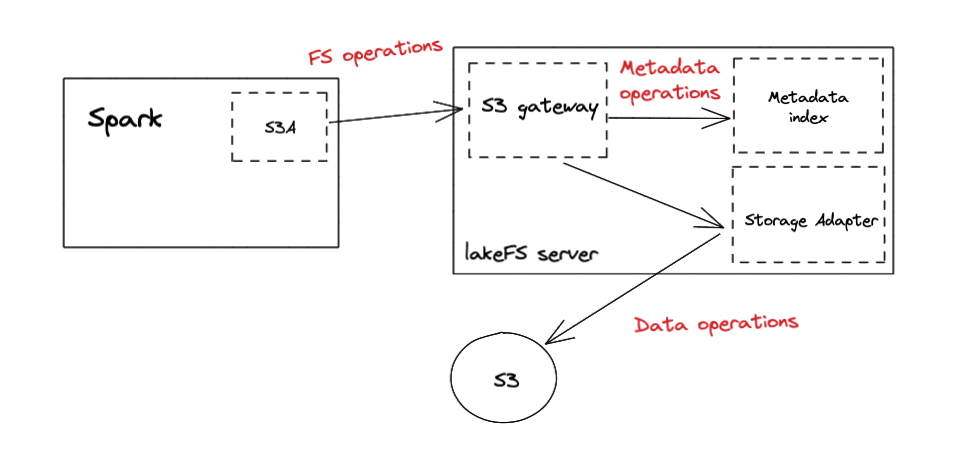 FS operations
Spark
S3A
S3 gateway
Metadata
operations
Metadata
index
Storage Adapter
lakeFS server
Data operations
S3